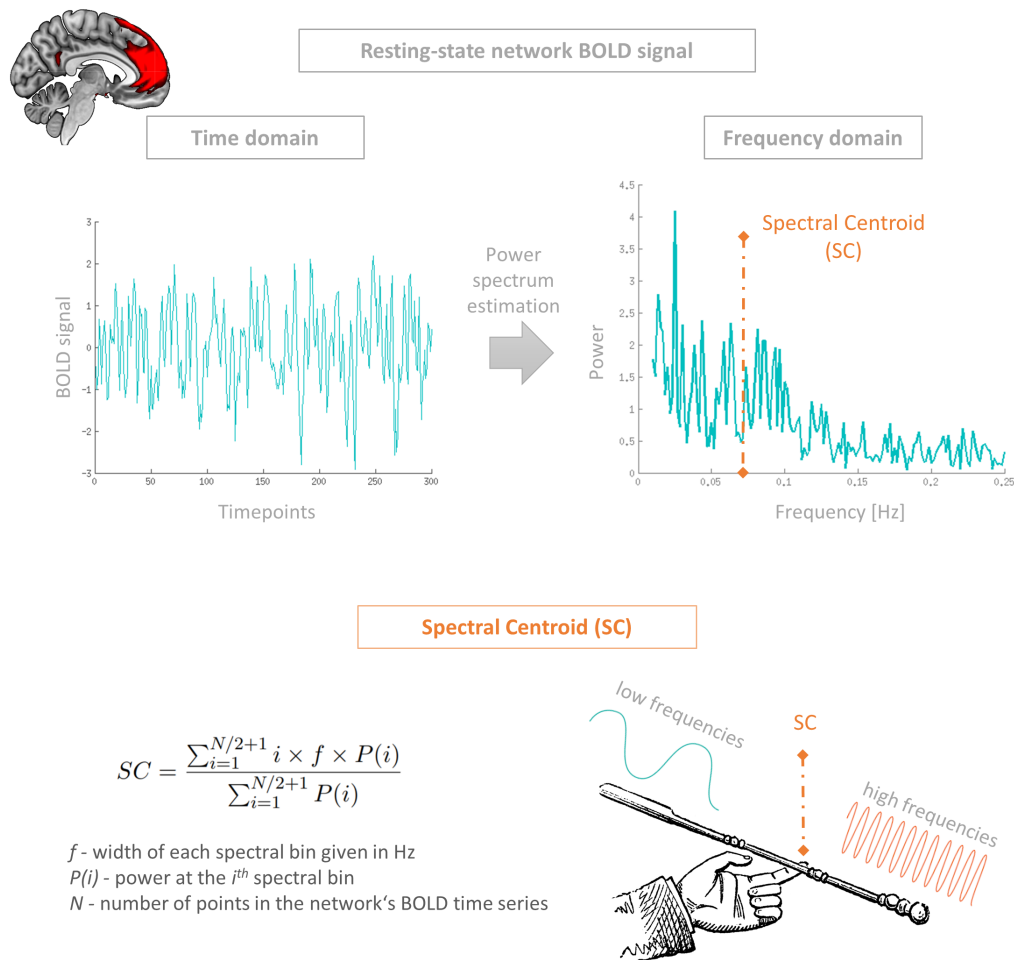 Resting-state network BOLD signal
Time domain
Frequency domain
3
2
1
0
-1
-2
-3
BOLD signal
0 50 100 150 200 250 300
Timepoints
Power
spectrum
estimation
4.5
4
3.5
3
2.5
2
1.5
1
0.5
0
Power
Spectral Centroid
(SC)
0 0.05 0.1 0.15 0.2 0.25
Frequency [Hz]
Spectral Centroid (SC)
SC = \frac{\sum_{i=1}^{N/2+1} i × f × P(i)}{\sum_{i=1}^{N/2+1} P(i)}
f - width of each spectral bin given in Hz
P(i) - power at the i^th spectral bin
N - number of points in the network‘s BOLD time series
low frequencies
SC
high frequencies